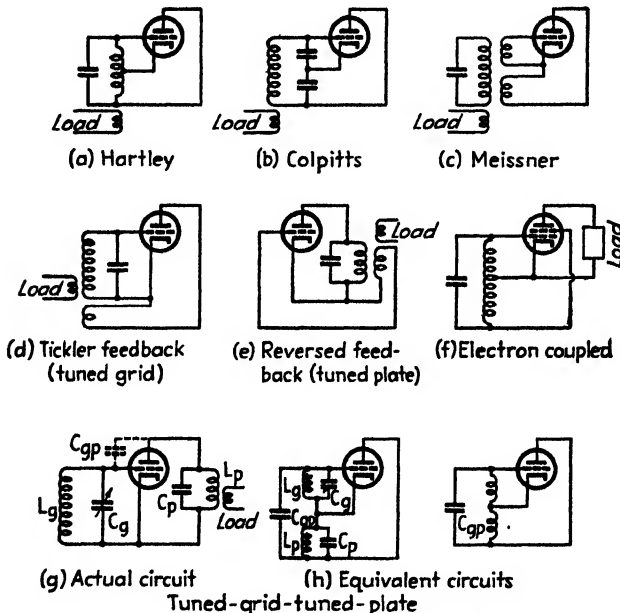 Load
Load
Load
(a) Hartley
(b) Colpitts
(c) Meissner
Load
Load
Load
(d) Tickler feedback
(tuned grid)
(e) Reversed feed-
back (tuned plate)
(f) Electron coupled
Cgp
Lg
Cg
Cp
Lp
Load
Lg
Cg
Cgp
Lp
Cp
Cgp
(g) Actual circuit
(h) Equivalent circuits
Tuned-grid-tuned-plate